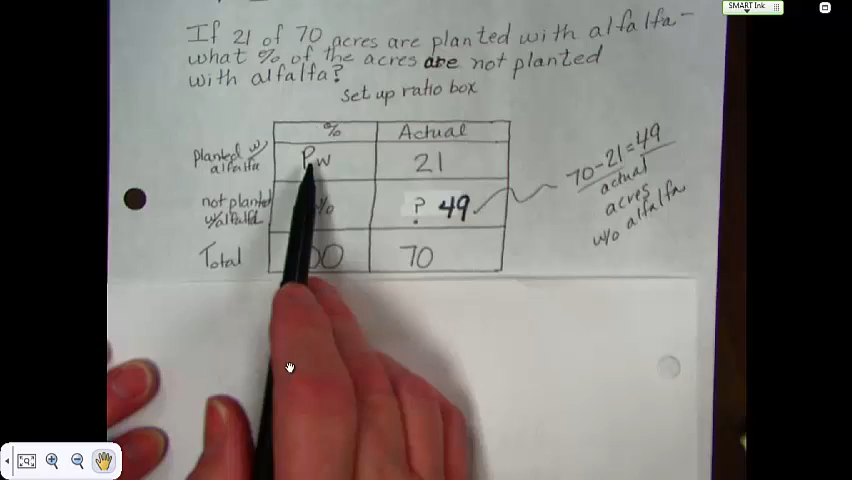 SMART Ink
If 21 of 70 acres are planted with alfalfa-
what % of the acres are not planted
with alfalfa?
set up ratio box
% Actual
planted w/ alfalfa Pw 21
not planted w/alfalfa % ? 49
Total 00 70
70-21=49
actual
acres
w/o alfalfa